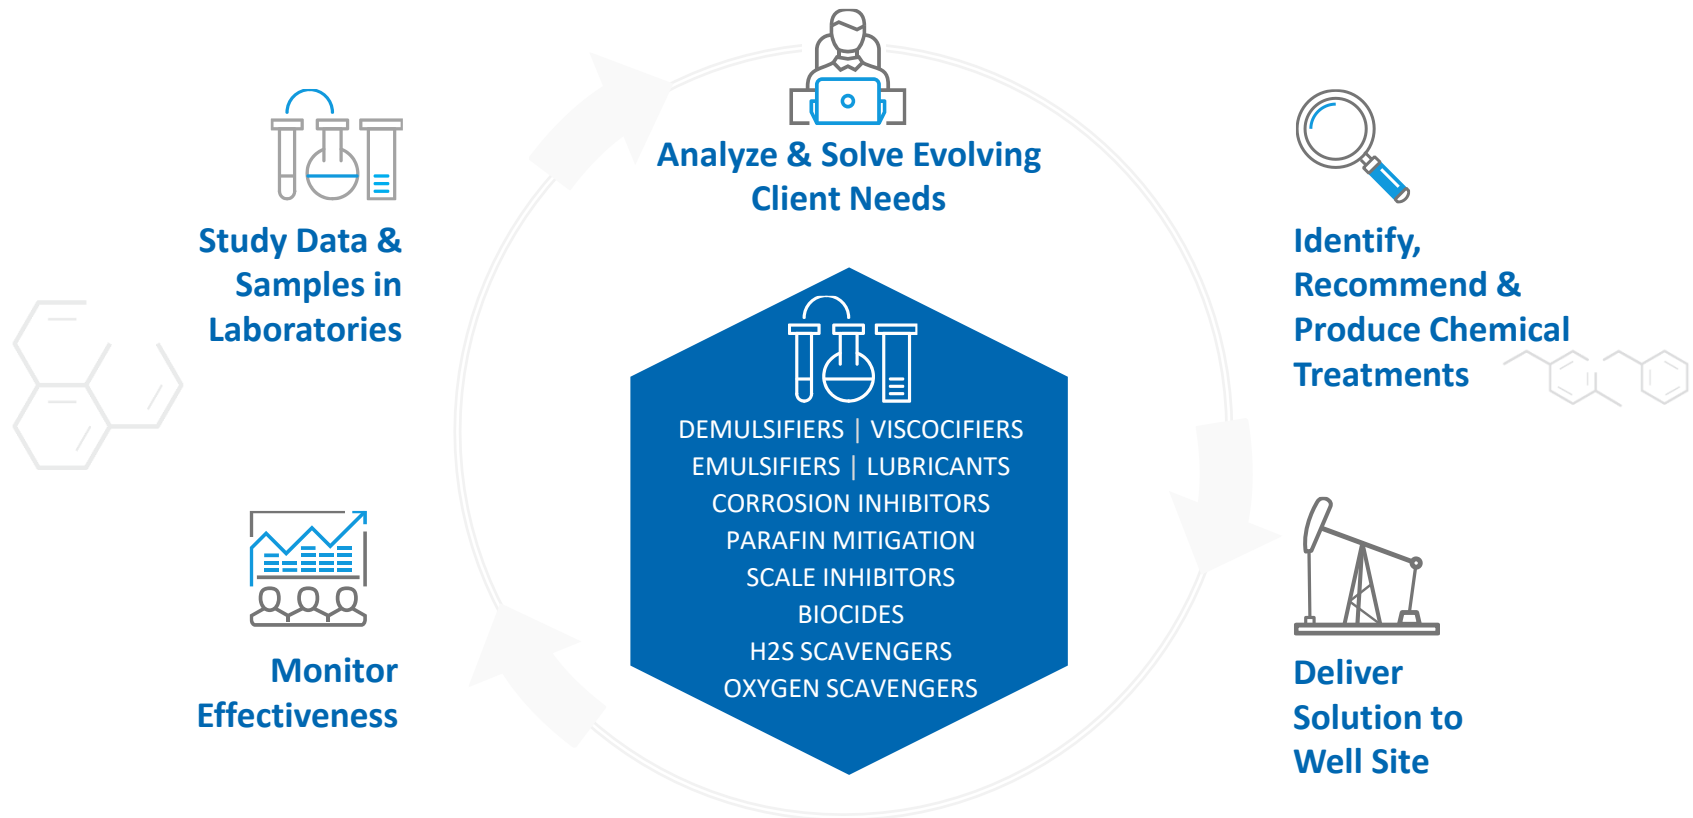 Analyze & Solve Evolving
Client Needs
Identify,
Recommend &
Produce Chemical
Treatments
Deliver
Solution to
Well Site
Monitor
Effectiveness
Study Data &
Samples in
Laboratories
DEMULSIFIERS | VISCOCIFIERS
EMULSIFIERS | LUBRICANTS
CORROSION INHIBITORS
PARAFIN MITIGATION
SCALE INHIBITORS
BIOCIDES
H2S SCAVENGERS
OXYGEN SCAVENGERS